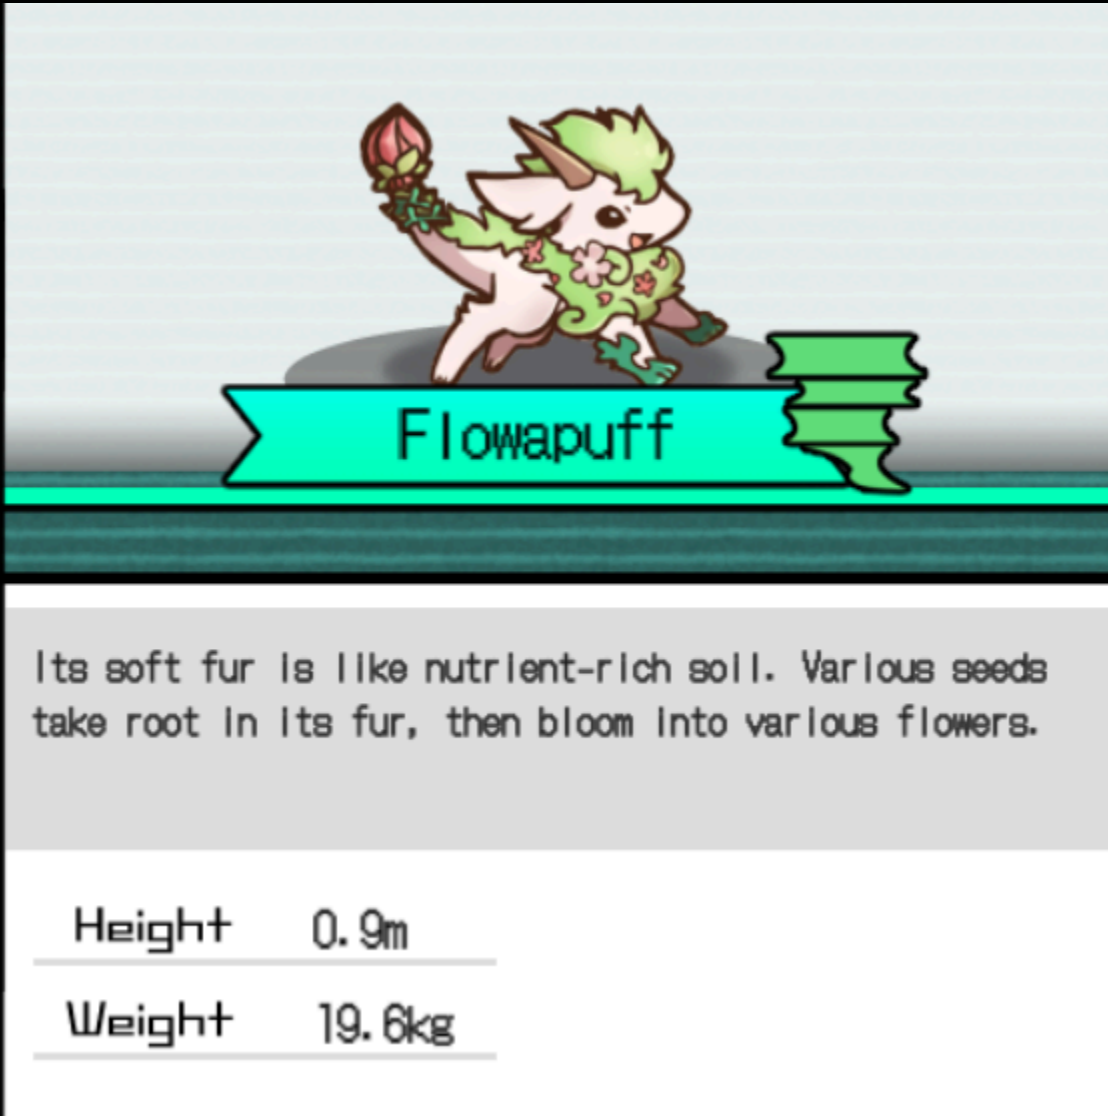 Flowapuff
Its soft fur is like nutrient-rich soil. Various seeds
take root in its fur, then bloom into various flowers.
Height 0.9m
Weight 19.6kg